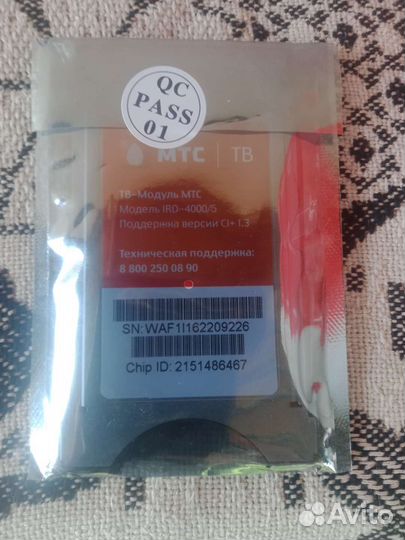 QC
PASS
01
МТС | ТВ
ТВ-Модуль МТС
Модель IRD-4000/5
Поддержка версии CI+ 1.3
Техническая поддержка:
8 800 250 08 90
SN: WAF1I162209226
Chip ID: 2151486467
Avito